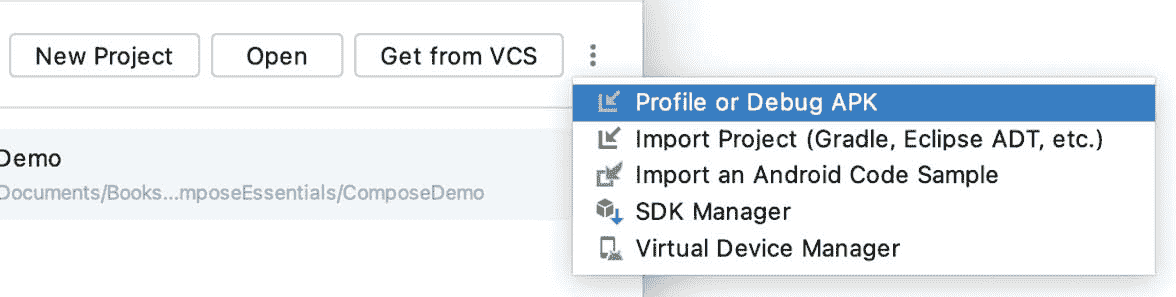 New Project Open Get from VCS
Profile or Debug APK
Import Project (Gradle, Eclipse ADT, etc.)
Demo
Import an Android Code Sample
Documents/Books...mposeEssentials/ComposeDemo
SDK Manager
Virtual Device Manager